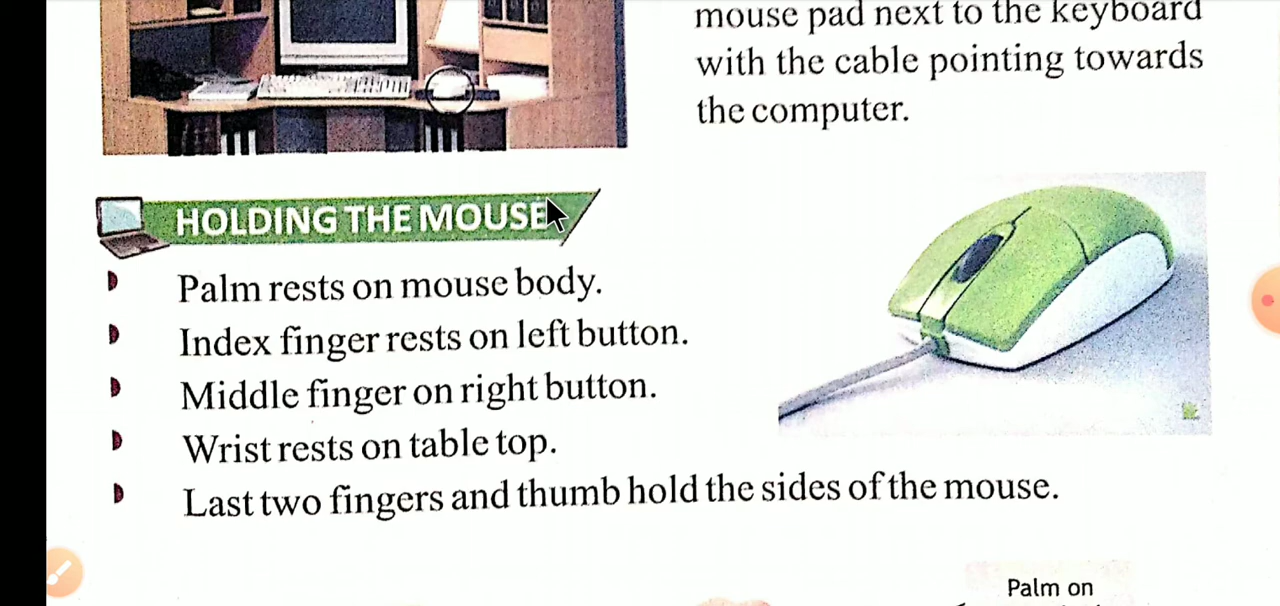 mouse pad next to the keyboard
with the cable pointing towards
the computer.
HOLDING THE MOUSE
Palm rests on mouse body.
Index finger rests on left button.
Middle finger on right button.
Wrist rests on table top.
Last two fingers and thumb hold the sides of the mouse.
Palm on